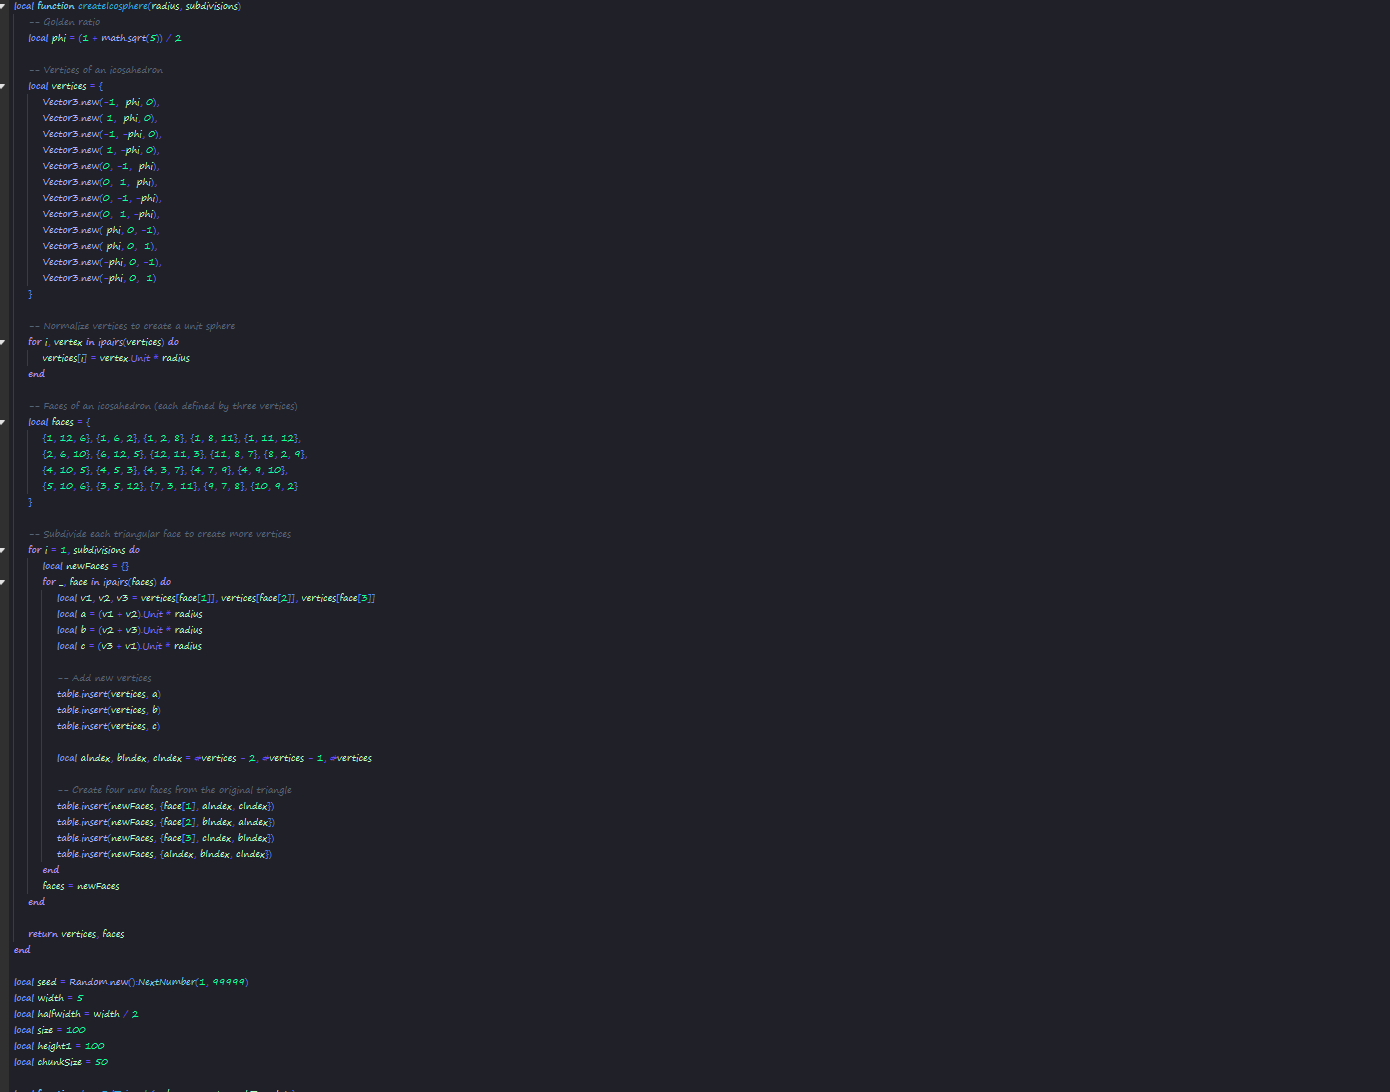 local function createIcosphere(radius, subdivisions)
-- Golden ratio
local phi = (1 + math.sqrt(5)) / 2
-- Vertices of an icosahedron
local vertices = {
Vector3.new(-1,  phi, 0),
Vector3.new( 1,  phi, 0),
Vector3.new(-1, -phi, 0),
Vector3.new( 1, -phi, 0),
Vector3.new(0, -1,  phi),
Vector3.new(0,  1,  phi),
Vector3.new(0, -1, -phi),
Vector3.new(0,  1, -phi),
Vector3.new( phi, 0, -1),
Vector3.new( phi, 0,  1),
Vector3.new(-phi, 0, -1),
Vector3.new(-phi, 0,  1)
}
-- Normalize vertices to create a unit sphere
for i, vertex in ipairs(vertices) do
vertices[i] = vertex.Unit * radius
end
-- Faces of an icosahedron (each defined by three vertices)
local faces = {
{1, 12, 6}, {1, 6, 2}, {1, 2, 8}, {1, 8, 11}, {1, 11, 12},
{2, 6, 10}, {6, 12, 5}, {12, 11, 3}, {11, 8, 7}, {8, 2, 9},
{4, 10, 5}, {4, 5, 3}, {4, 3, 7}, {4, 7, 9}, {4, 9, 10},
{5, 10, 6}, {3, 5, 12}, {7, 3, 11}, {9, 7, 8}, {10, 9, 2}
}
-- Subdivide each triangular face to create more vertices
for i = 1, subdivisions do
local newFaces = {}
for _, face in ipairs(faces) do
local v1, v2, v3 = vertices[face[1]], vertices[face[2]], vertices[face[3]]
local a = (v1 + v2).Unit * radius
local b = (v2 + v3).Unit * radius
local c = (v3 + v1).Unit * radius
-- Add new vertices
table.insert(vertices, a)
table.insert(vertices, b)
table.insert(vertices, c)
local aIndex, bIndex, cIndex = #vertices - 2, #vertices - 1, #vertices
-- Create four new faces from the original triangle
table.insert(newFaces, {face[1], aIndex, cIndex})
table.insert(newFaces, {face[2], bIndex, aIndex})
table.insert(newFaces, {face[3], cIndex, bIndex})
table.insert(newFaces, {aIndex, bIndex, cIndex})
end
faces = newFaces
end
return vertices, faces
end
local seed = Random.new():NextNumber(1, 99999)
local width = 5
local halfwidth = width / 2
local size = 100
local height1 = 100
local chunkSize = 50